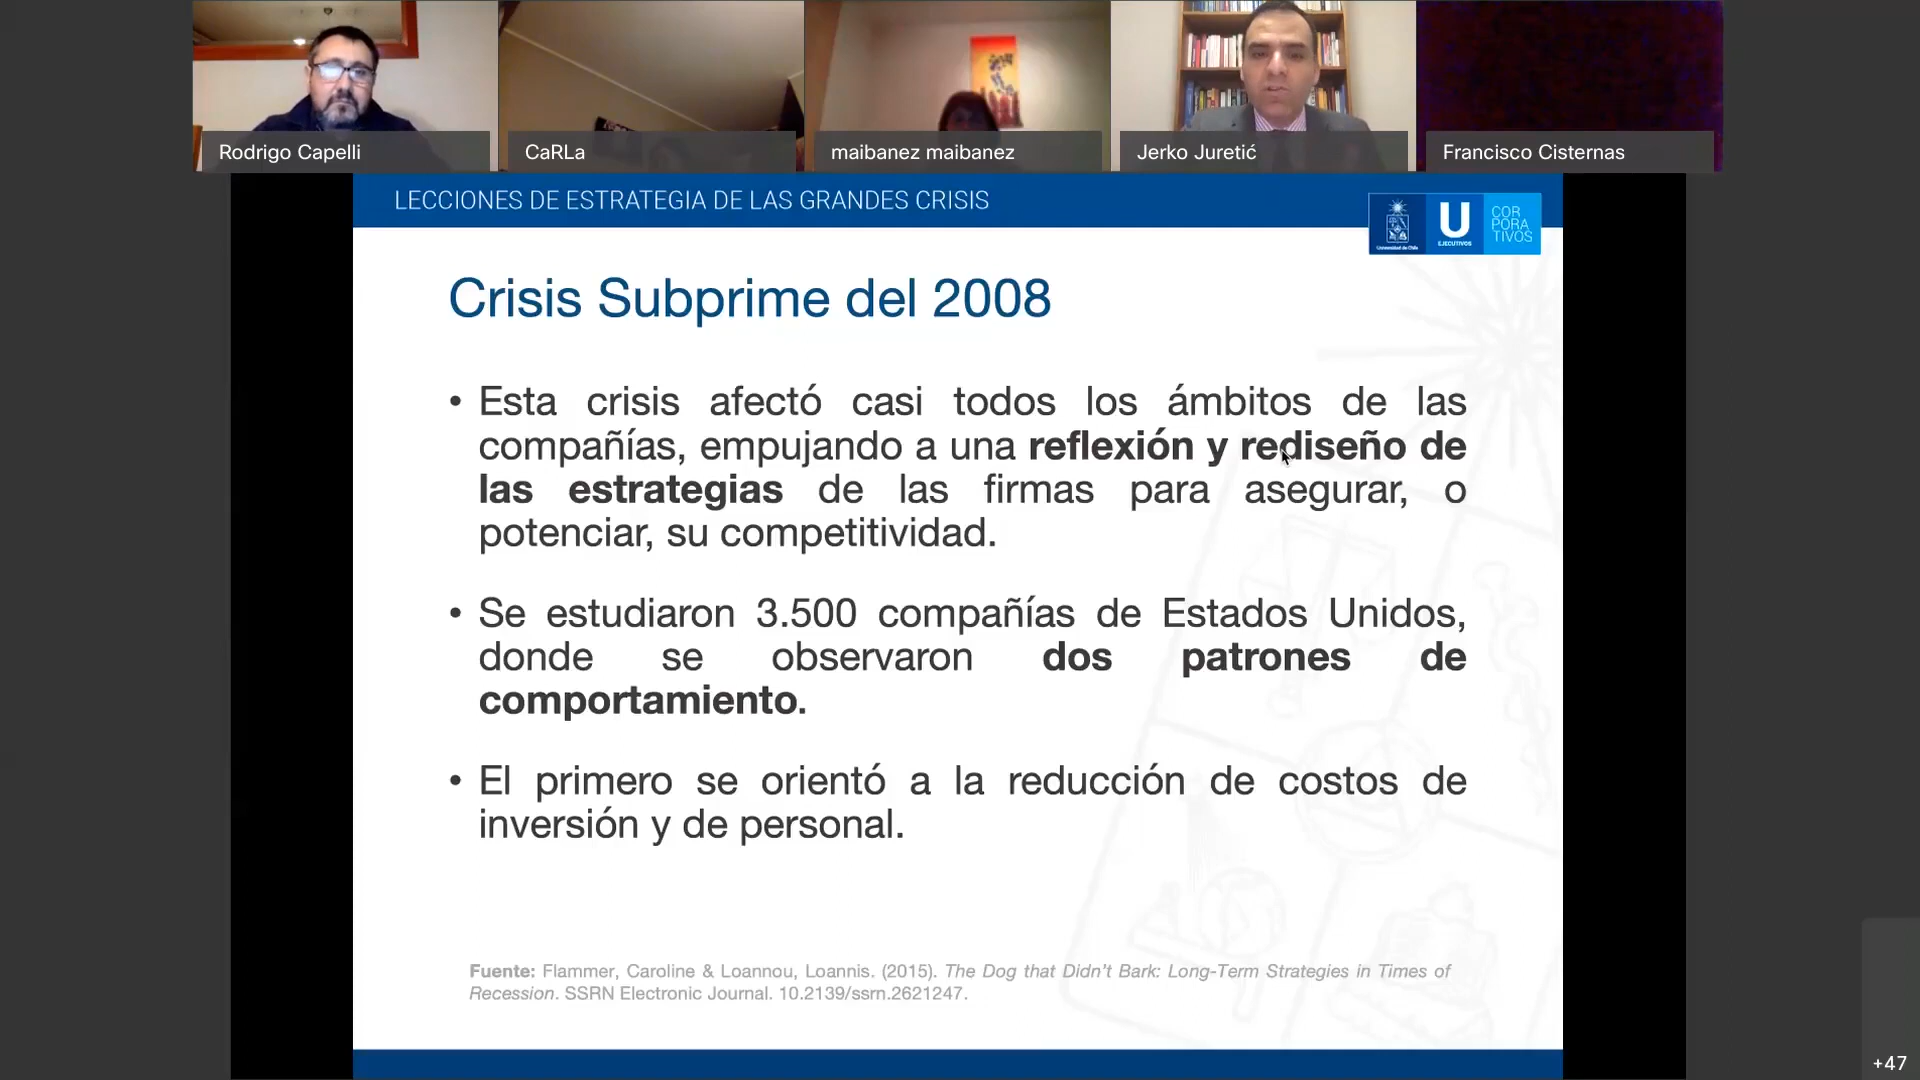 Rodrigo Capelli
CaRLa
maibanez maibanez
Jerko Juretić
Francisco Cisternas
LECCIONES DE ESTRATEGIA DE LAS GRANDES CRISIS
Universidad de Chile
U
EJECUTIVOS
COR
PORA
TIVOS
Crisis Subprime del 2008
• Esta crisis afectó casi todos los ámbitos de las
compañías, empujando a una reflexión y rediseño de
las estrategias de las firmas para asegurar, o
potenciar, su competitividad.
• Se estudiaron 3.500 compañías de Estados Unidos,
donde se observaron dos patrones de
comportamiento.
• El primero se orientó a la reducción de costos de
inversión y de personal.
Fuente: Flammer, Caroline & Loannou, Loannis. (2015). The Dog that Didn't Bark: Long-Term Strategies in Times of
Recession. SSRN Electronic Journal. 10.2139/ssrn.2621247.
+47